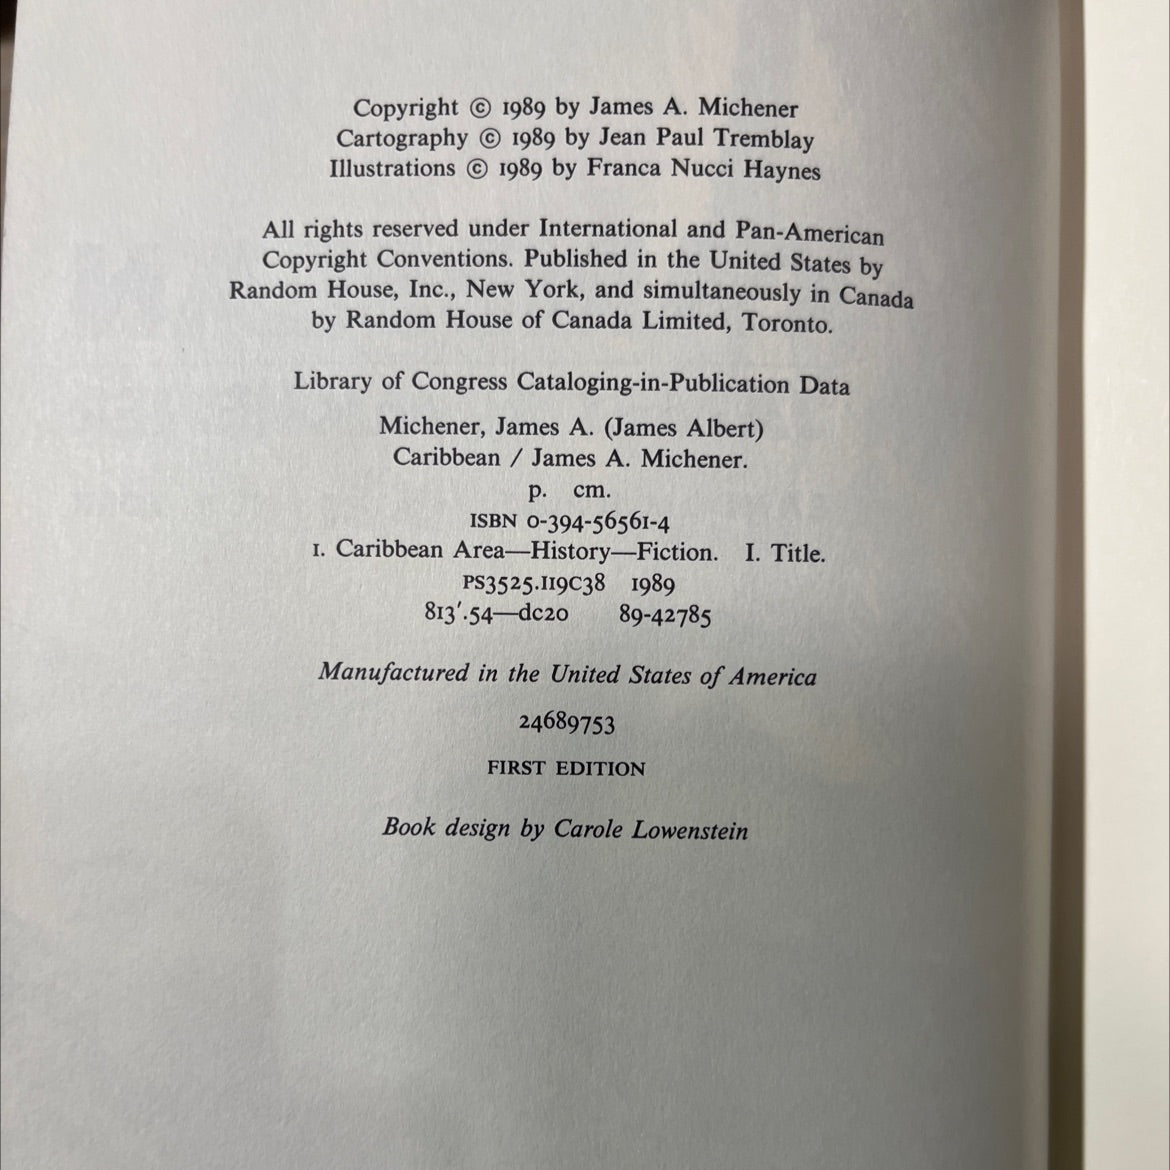 Copyright © 1989 by James A. Michener
Cartography © 1989 by Jean Paul Tremblay
Illustrations © 1989 by Franca Nucci Haynes
All rights reserved under International and Pan-American
Copyright Conventions. Published in the United States by
Random House, Inc., New York, and simultaneously in Canada
by Random House of Canada Limited, Toronto.
Library of Congress Cataloging-in-Publication Data
Michener, James A. (James Albert)
Caribbean / James A. Michener.
p. cm.
ISBN 0-394-56561-4
1. Caribbean Area—History—Fiction. I. Title.
PS3525.I19C38 1989
813'.54—dc20 89-42785
Manufactured in the United States of America
24689753
FIRST EDITION
Book design by Carole Lowenstein